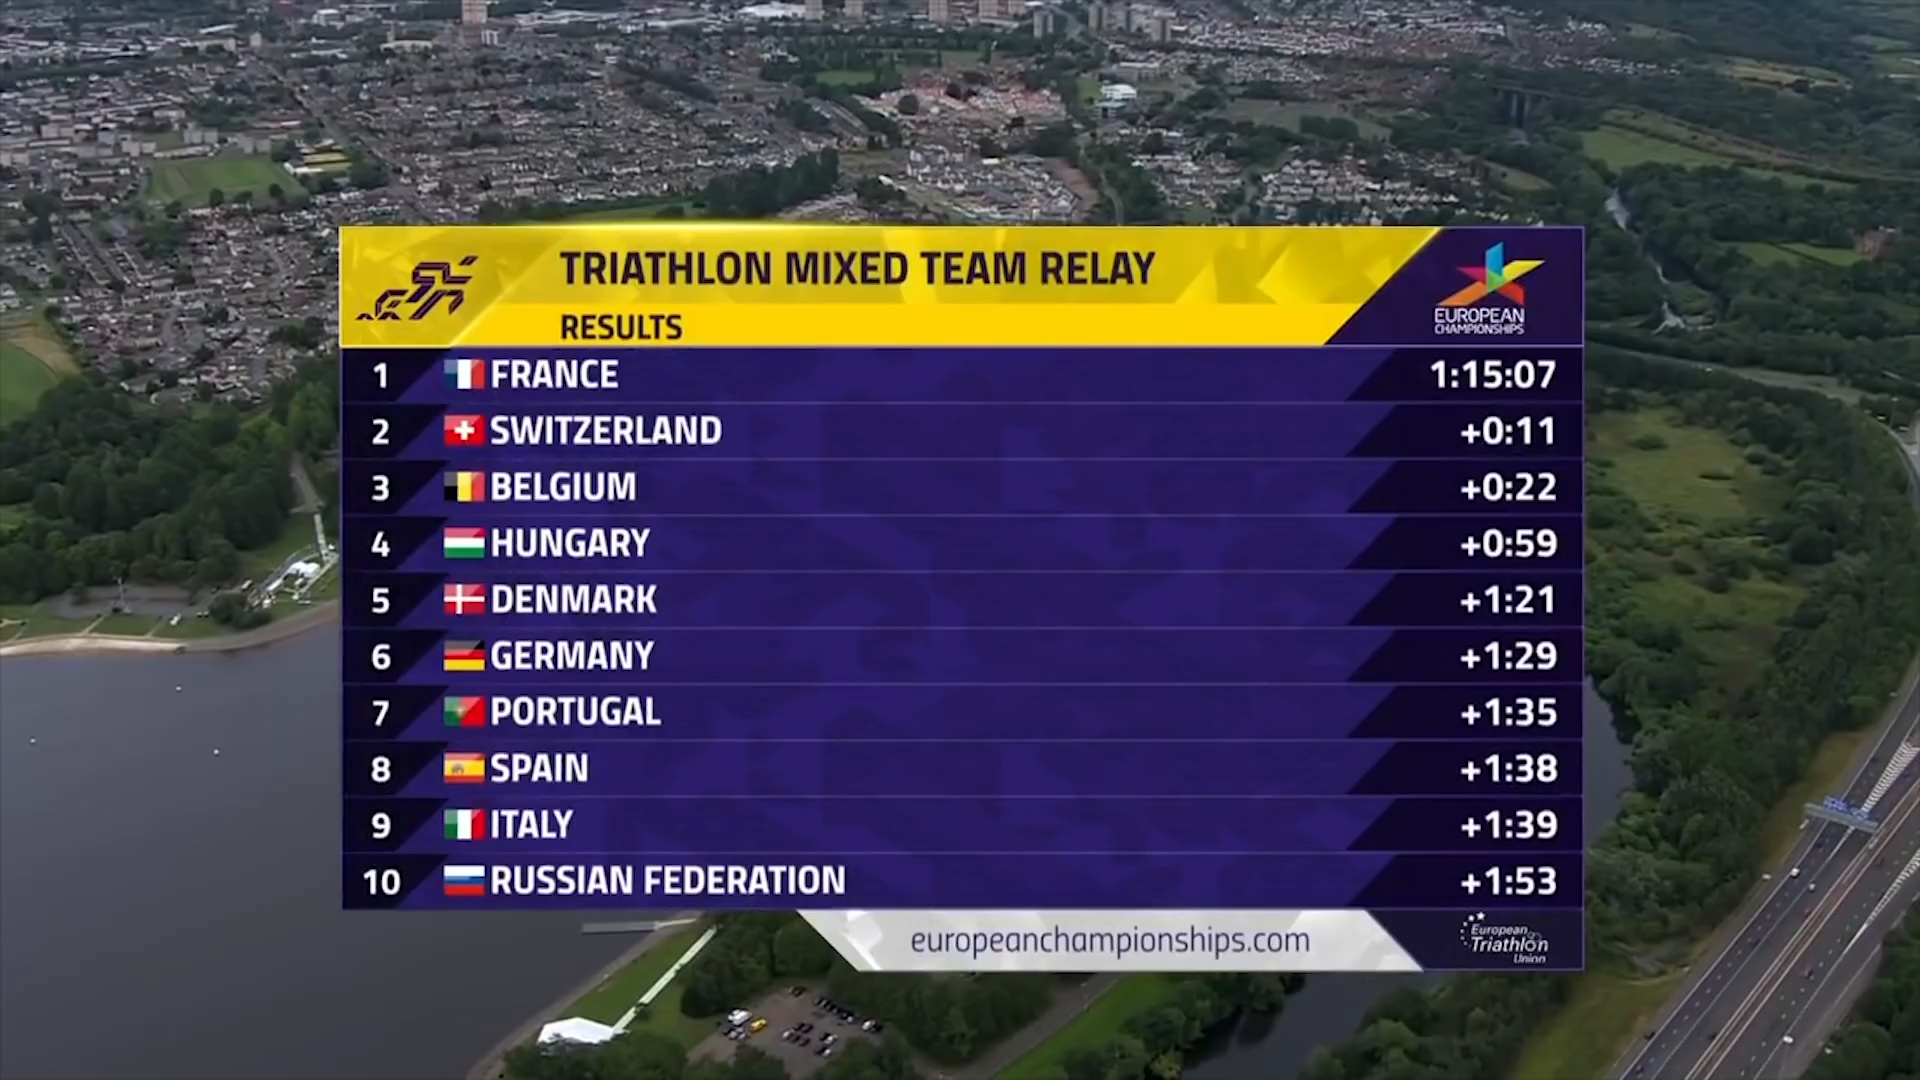 TRIATHLON MIXED TEAM RELAY
RESULTS
EUROPEAN
CHAMPIONSHIPS
1 FRANCE 1:15:07
2 SWITZERLAND +0:11
3 BELGIUM +0:22
4 HUNGARY +0:59
5 DENMARK +1:21
6 GERMANY +1:29
7 PORTUGAL +1:35
8 SPAIN +1:38
9 ITALY +1:39
10 RUSSIAN FEDERATION +1:53
europeanchampionships.com
European
Triathlon
Union